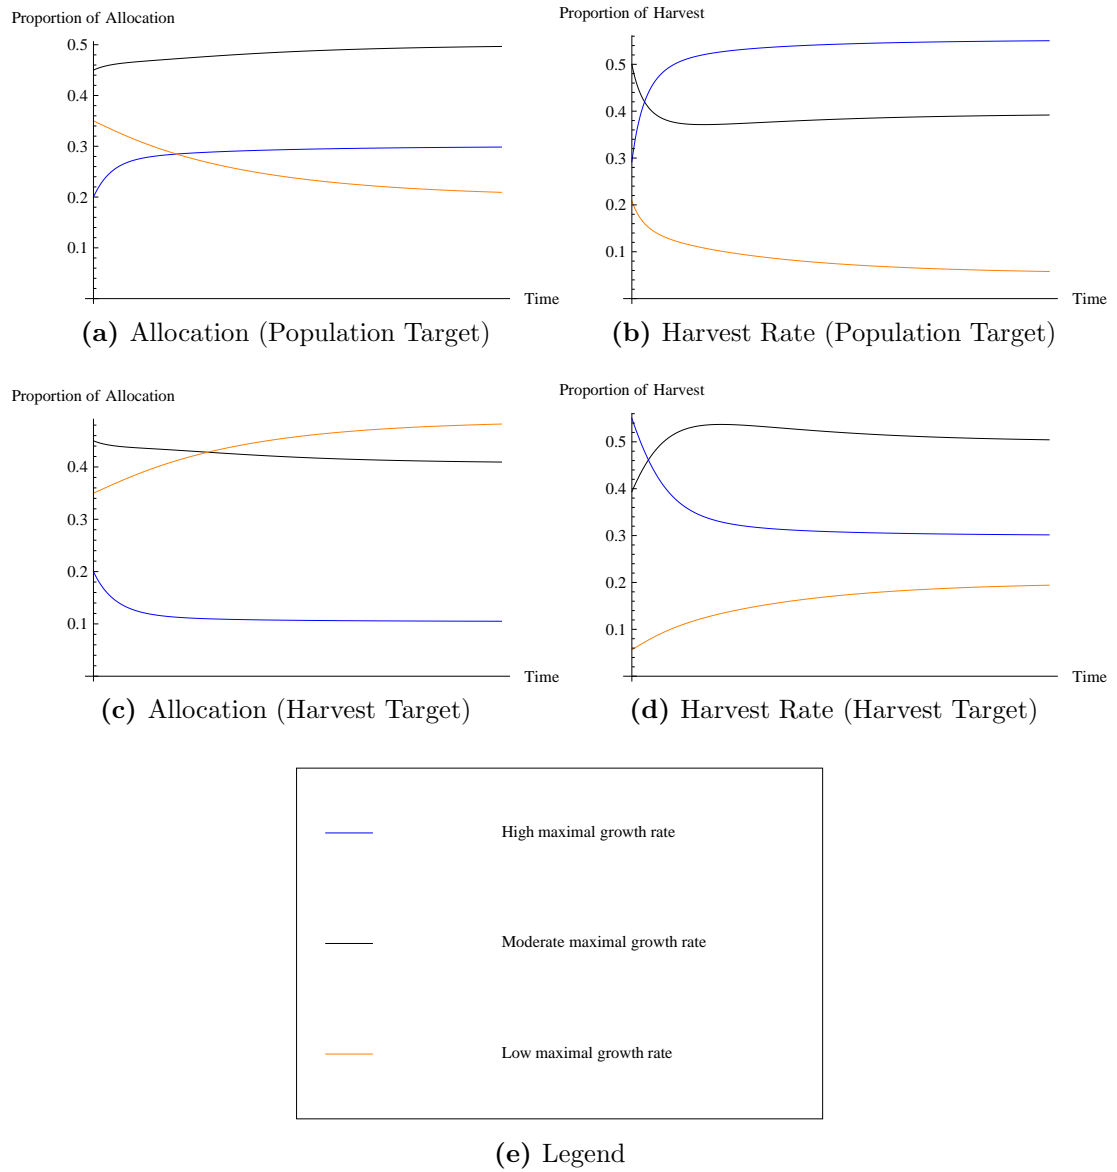 Proportion of Allocation
0.5
0.4
0.3
0.2
0.1
Time
(a) Allocation (Population Target)
Proportion of Harvest
0.5
0.4
0.3
0.2
0.1
Time
(b) Harvest Rate (Population Target)
Proportion of Allocation
0.4
0.3
0.2
0.1
Time
(c) Allocation (Harvest Target)
Proportion of Harvest
0.5
0.4
0.3
0.2
0.1
Time
(d) Harvest Rate (Harvest Target)
High maximal growth rate
Moderate maximal growth rate
Low maximal growth rate
(e) Legend